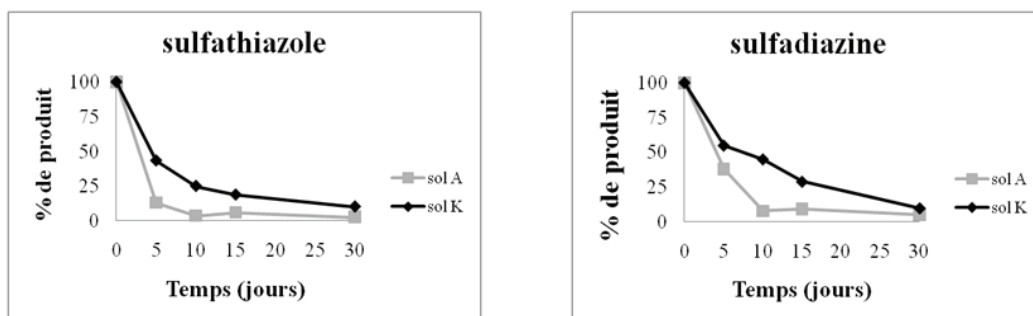 sulfathiazole
% de produit
100
75
50
25
0
0 5 10 15 20 25 30
Temps (jours)
sol A
sol K
sulfadiazine
% de produit
100
75
50
25
0
0 5 10 15 20 25 30
Temps (jours)
sol A
sol K